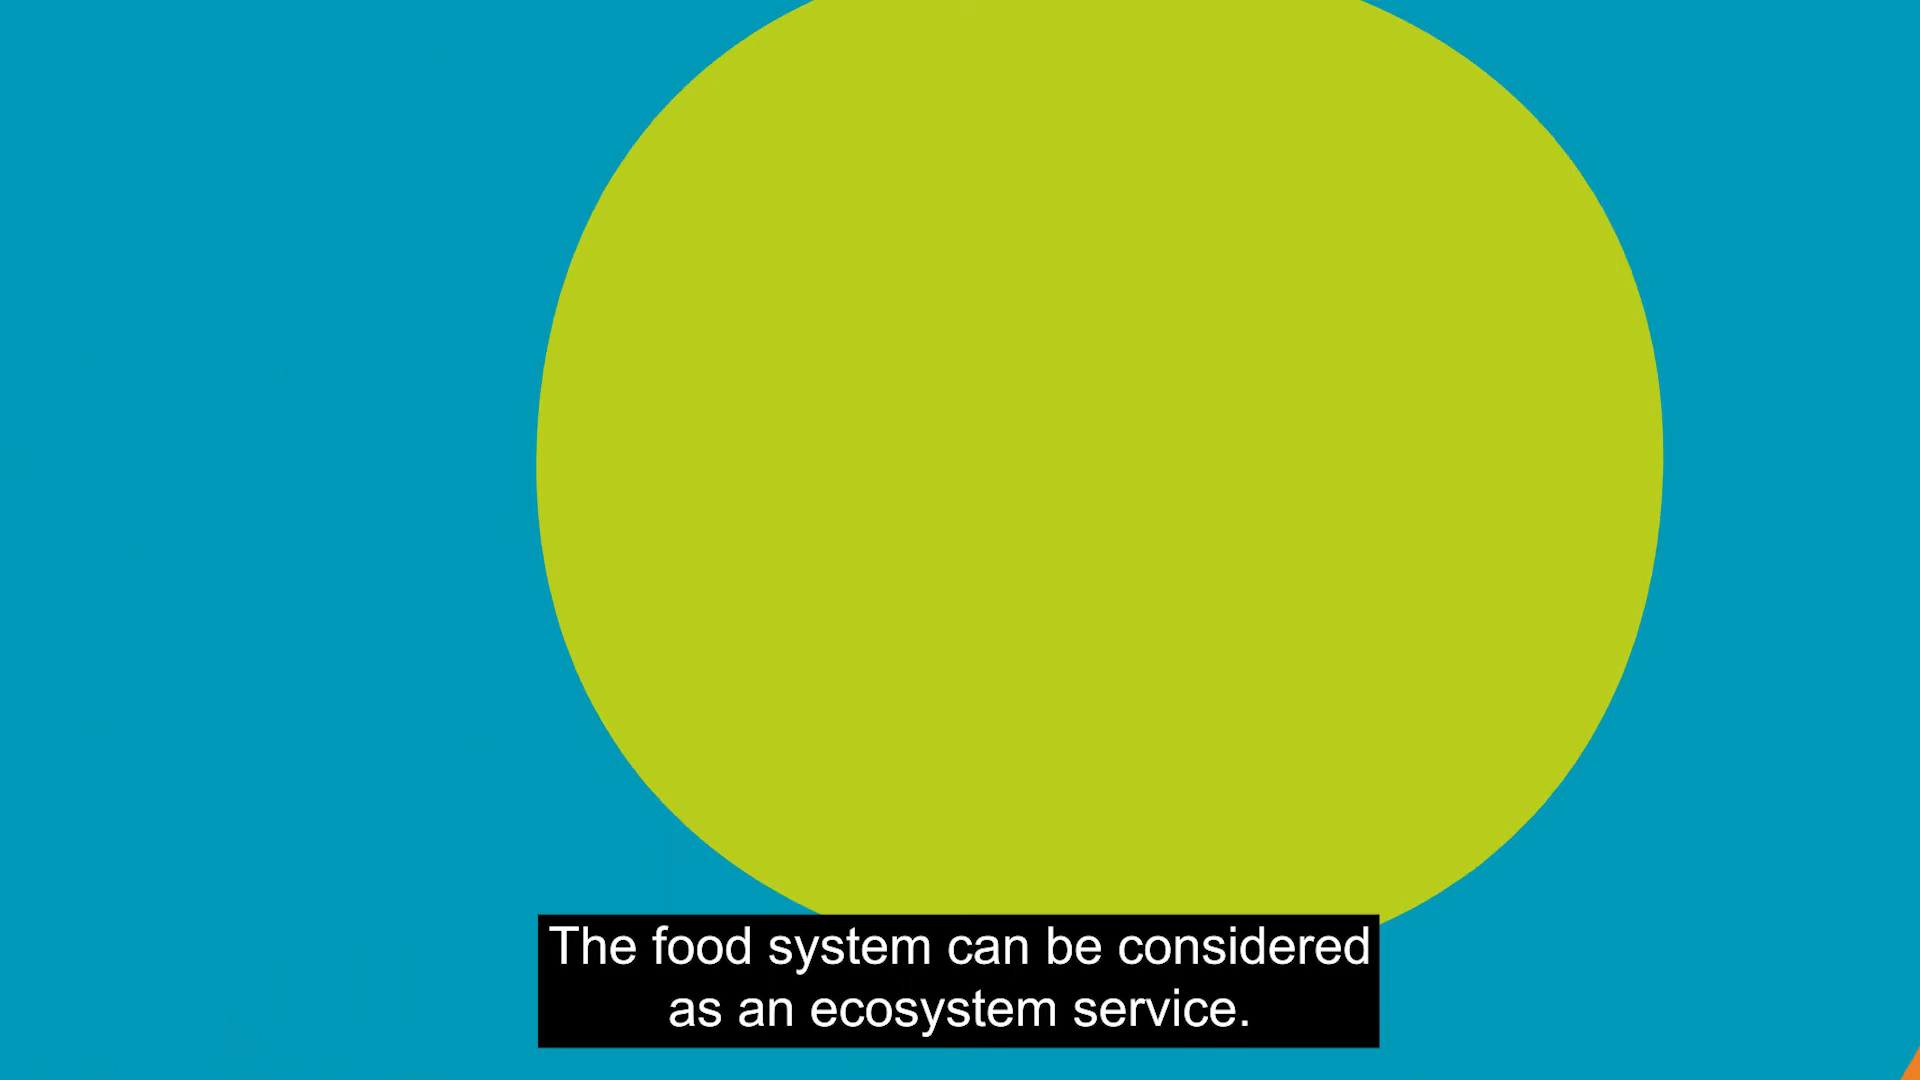 The food system can be considered
as an ecosystem service.